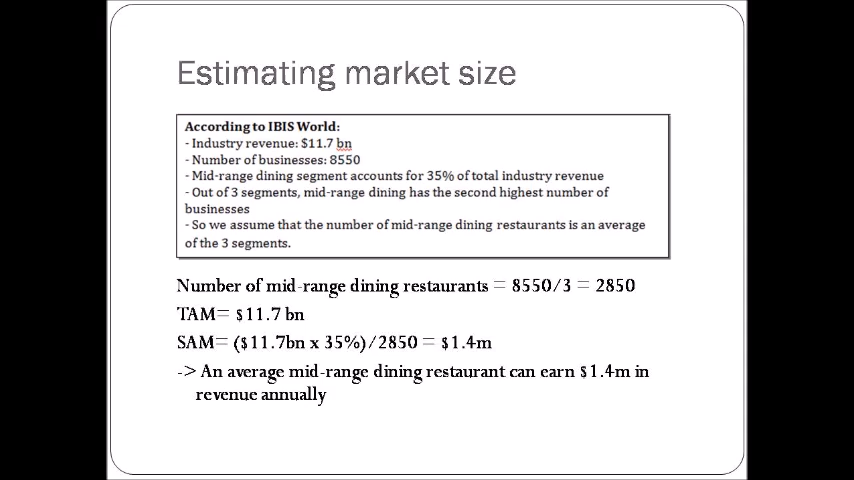 Estimating market size
According to IBIS World:
- Industry revenue: $11.7 bn
- Number of businesses: 8550
- Mid-range dining segment accounts for 35% of total industry revenue
- Out of 3 segments, mid-range dining has the second highest number of
businesses
- So we assume that the number of mid-range dining restaurants is an average
of the 3 segments.
Number of mid-range dining restaurants = 8550/3 = 2850
TAM= $11.7 bn
SAM= ($11.7bn x 35%)/2850 = $1.4m
-> An average mid-range dining restaurant can earn $1.4m in
revenue annually